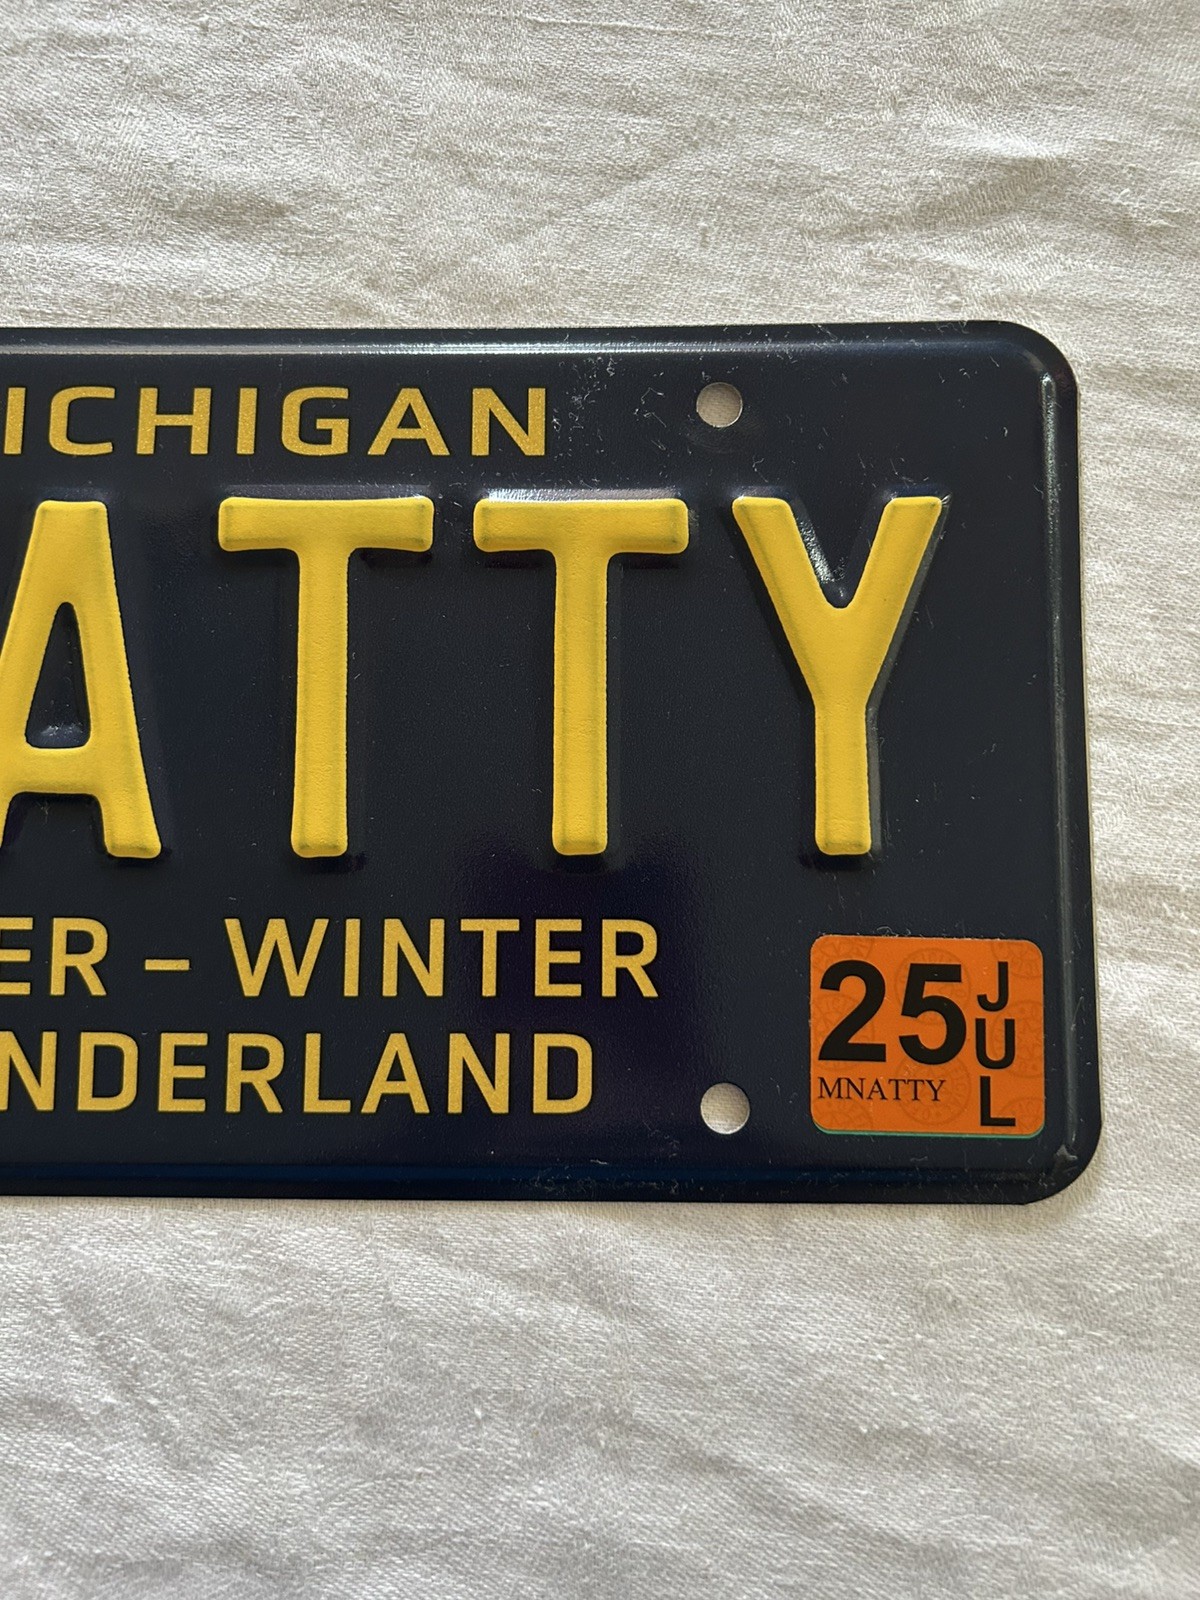 ICHIGAN
ATTY
ER – WINTER
NDERLAND
25 JUL
MNATTY